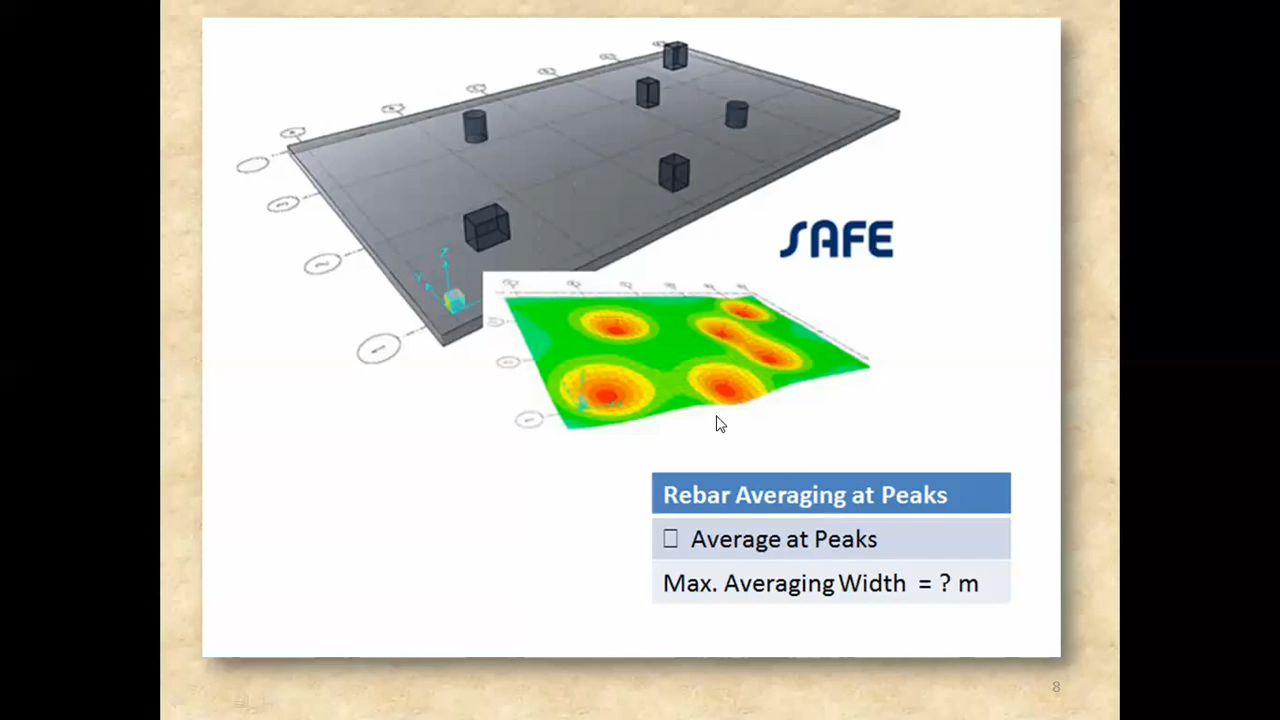 Z
Y
SAFE
Rebar Averaging at Peaks
□ Average at Peaks
Max. Averaging Width = ? m
8